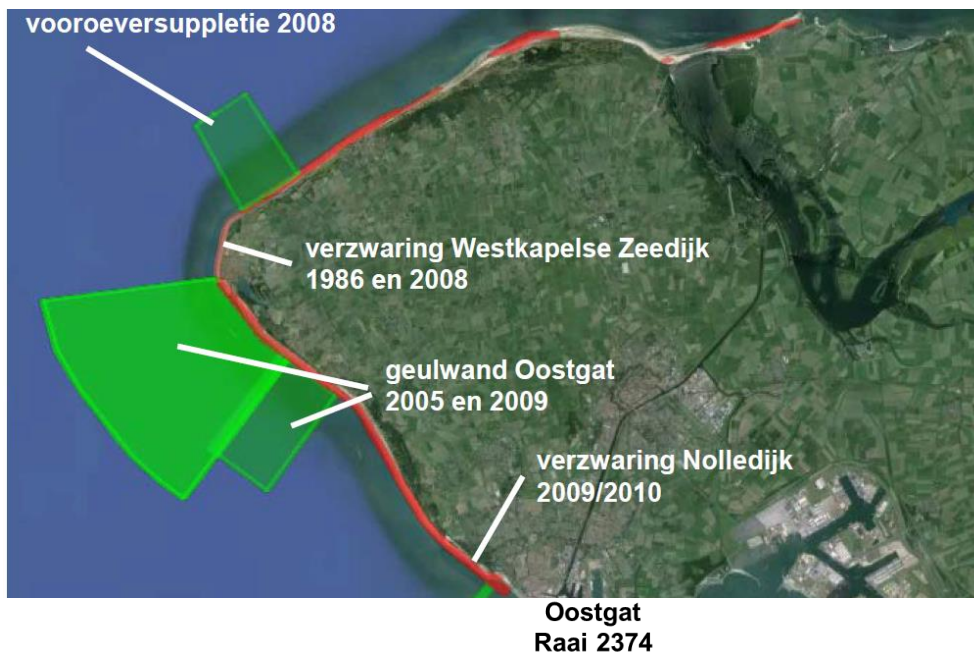 vooroeversuppletie 2008
verzwaring Westkapelse Zeedijk
1986 en 2008
geulwand Oostgat
2005 en 2009
verzwaring Nolledijk
2009/2010
Oostgat
Raai 2374